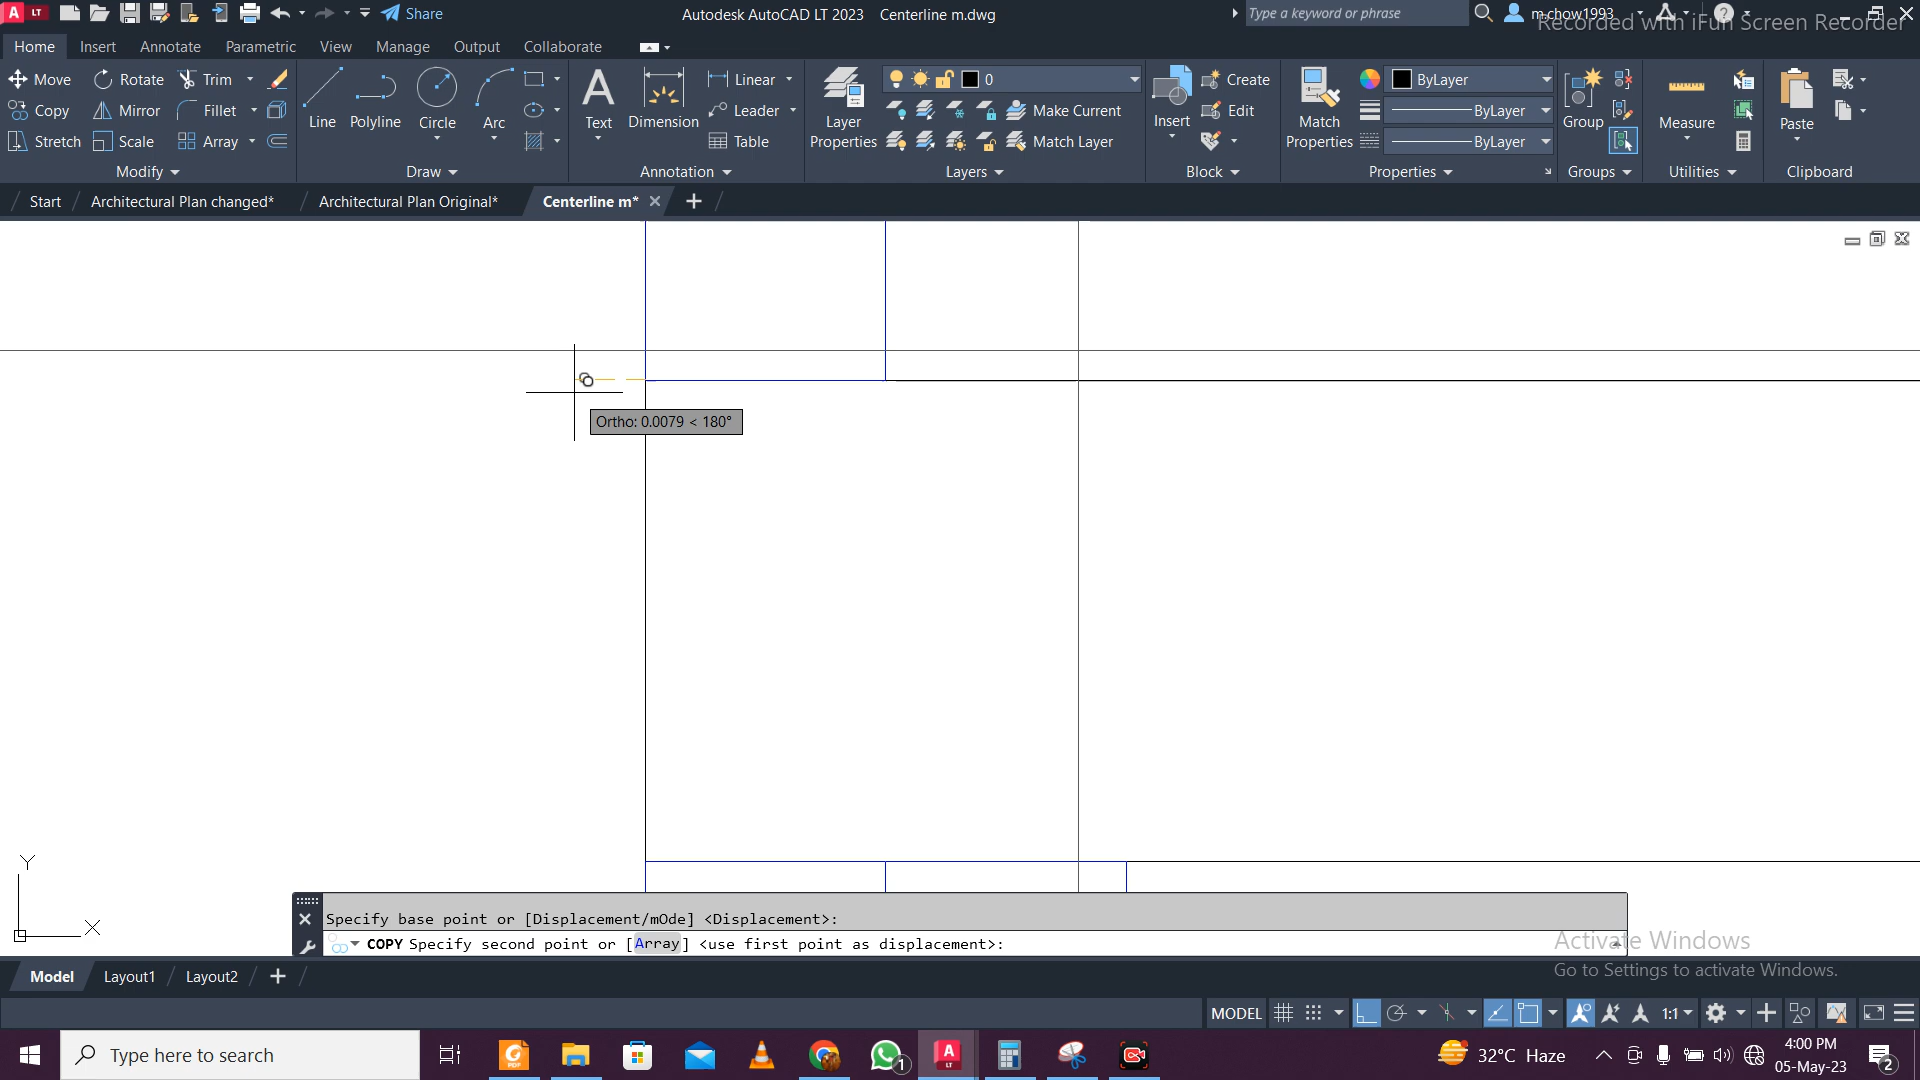 LT
Share
Autodesk AutoCAD LT 2023 Centerline m.dwg
Type a keyword or phrase
m.chow1993
Recorded with iFun Screen Recorder
Home
Insert
Annotate
Parametric
View
Manage
Output
Collaborate
Move
Rotate
Trim
Copy
Mirror
Fillet
Stretch
Scale
Array
Modify
Line
Polyline
Circle
Arc
Draw
Text
Dimension
Linear
Leader
Table
Annotation
Layer
Properties
0
Make Current
Match Layer
Layers
Insert
Create
Edit
Block
Match
Properties
ByLayer
ByLayer
ByLayer
Properties
Group
Groups
Measure
Utilities
Paste
Clipboard
Start
Architectural Plan changed*
Architectural Plan Original*
Centerline m*
Ortho: 0.0079 < 180°
Y
X
Specify base point or [Displacement/mOde] <Displacement>:
COPY Specify second point or [Array] <use first point as displacement>:
Activate Windows
Go to Settings to activate Windows.
Model
Layout1
Layout2
MODEL
1:1
Type here to search
PDF
1
A
LT
32°C Haze
4:00 PM
05-May-23
2